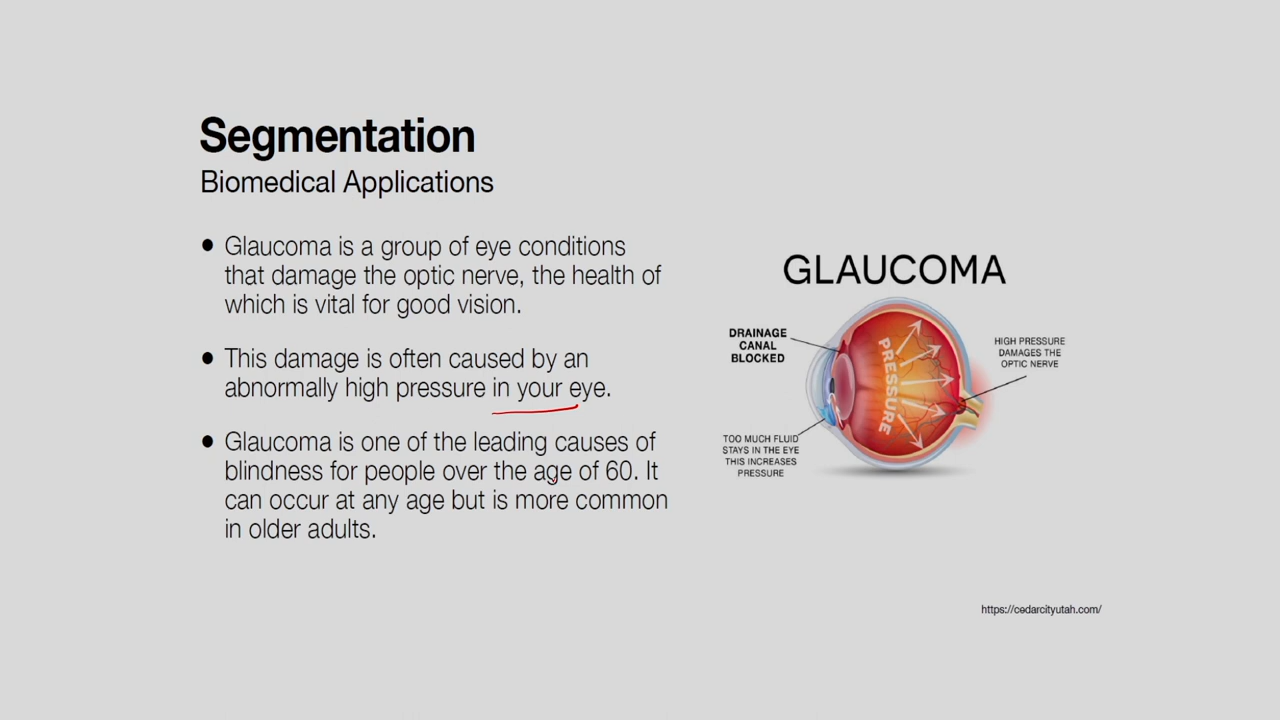 Segmentation
Biomedical Applications
• Glaucoma is a group of eye conditions
that damage the optic nerve, the health of
which is vital for good vision.
• This damage is often caused by an
abnormally high pressure in your eye.
• Glaucoma is one of the leading causes of
blindness for people over the age of 60. It
can occur at any age but is more common
in older adults.
GLAUCOMA
DRAINAGE
CANAL
BLOCKED
PRESSURE
HIGH PRESSURE
DAMAGES THE
OPTIC NERVE
TOO MUCH FLUID
STAYS IN THE EYE
THIS INCREASES
PRESSURE
https://cedarcityutah.com/